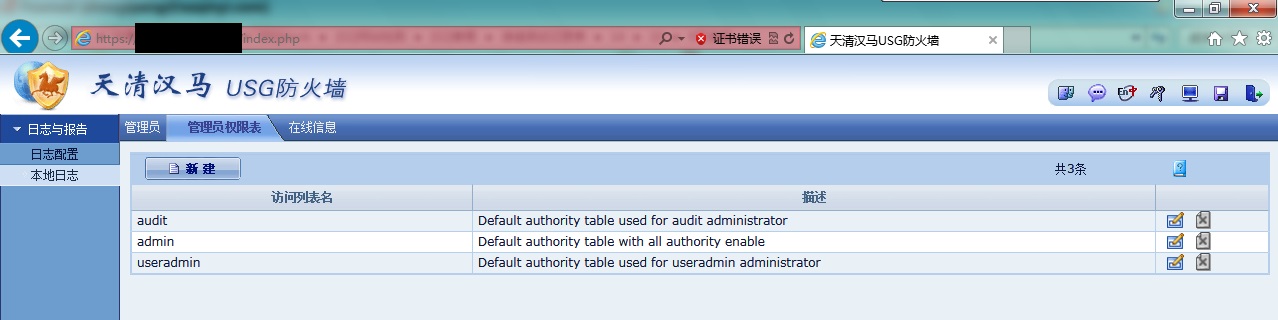 https:// index.php
证书错误
天清汉马USG防火墙
天清汉马 USG防火墙
En
日志与报告
管理员 管理员权限表 在线信息
日志配置
本地日志
新建
共3条
访问列表名 描述
audit Default authority table used for audit administrator
admin Default authority table with all authority enable
useradmin Default authority table used for useradmin administrator